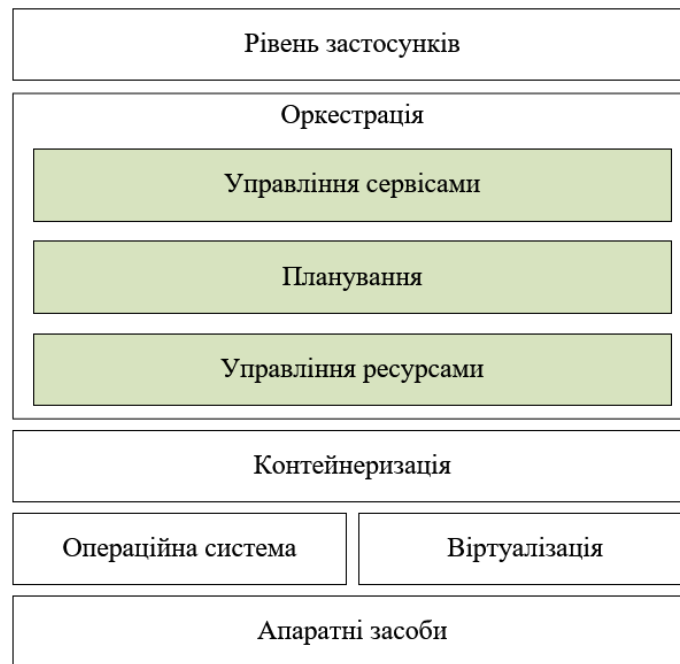 Рівень застосунків
Оркестрація
Управління сервісами
Планування
Управління ресурсами
Контейнеризація
Операційна система
Віртуалізація
Апаратні засоби